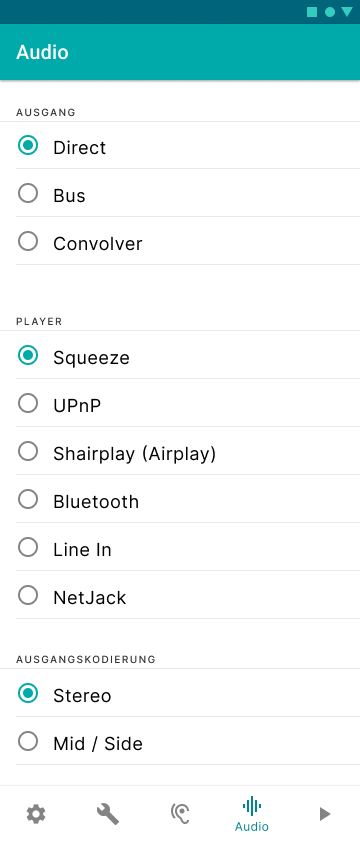 Audio
AUSGANG
Direct
Bus
Convolver
PLAYER
Squeeze
UPnP
Shairplay (Airplay)
Bluetooth
Line In
NetJack
AUSGANGSKODIERUNG
Stereo
Mid / Side
Audio